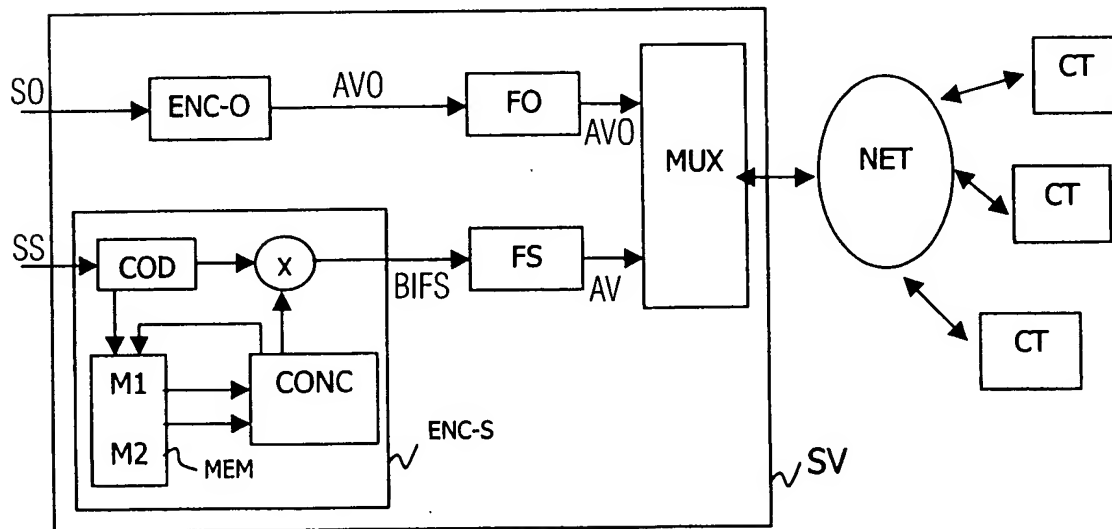 SO
ENC-O
AVO
FO
AVO
MUX
NET
CT
CT
CT
SS
COD
X
BIFS
FS
AV
M1
M2
CONC
MEM
ENC-S
SV